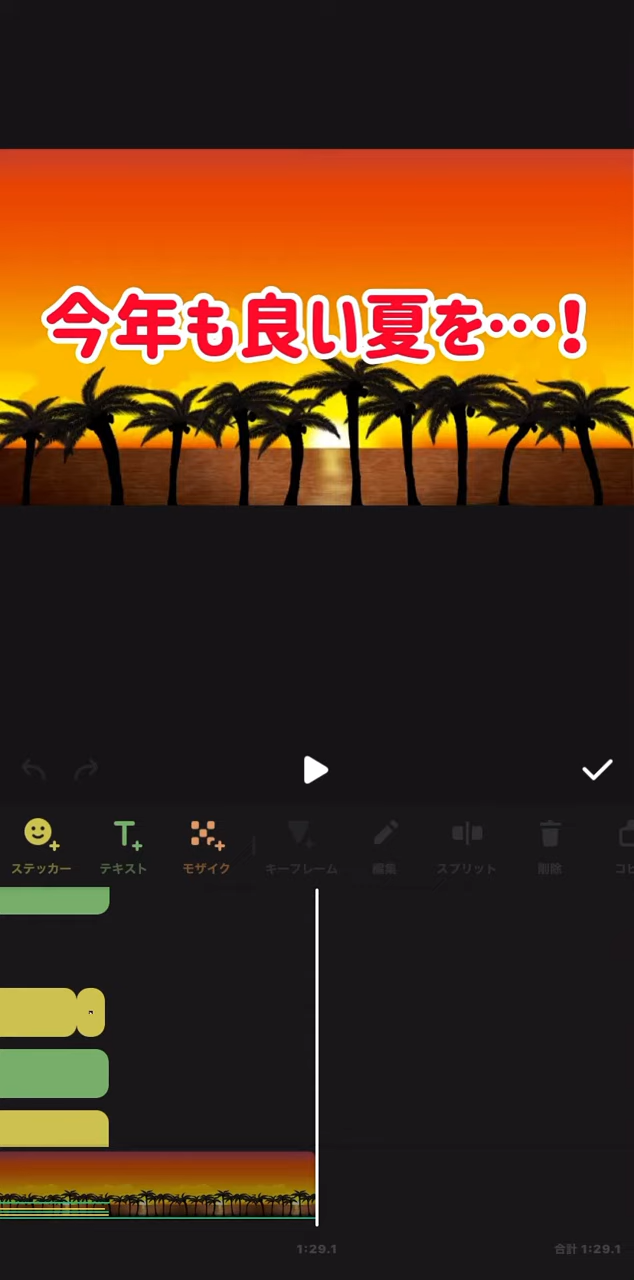 今年も良い夏を…!
ステッカー
テキスト
モザイク
キーフレーム
編集
スプリット
削除
コピ
1:29.1
合計 1:29.1